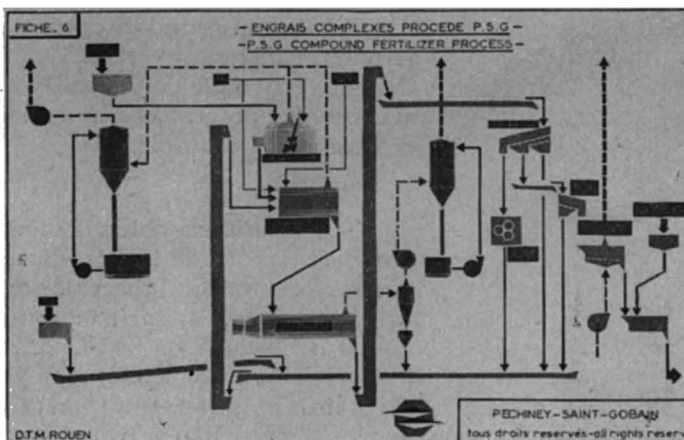 FICHE. 6
- ENGRAIS COMPLEXES PROCEDE P.S.G -
- P.S.G COMPOUND FERTILIZER PROCESS -
D.T.M. ROUEN
PECHINEY-SAINT-GOBAIN
tous droits reservés-all rights reserv